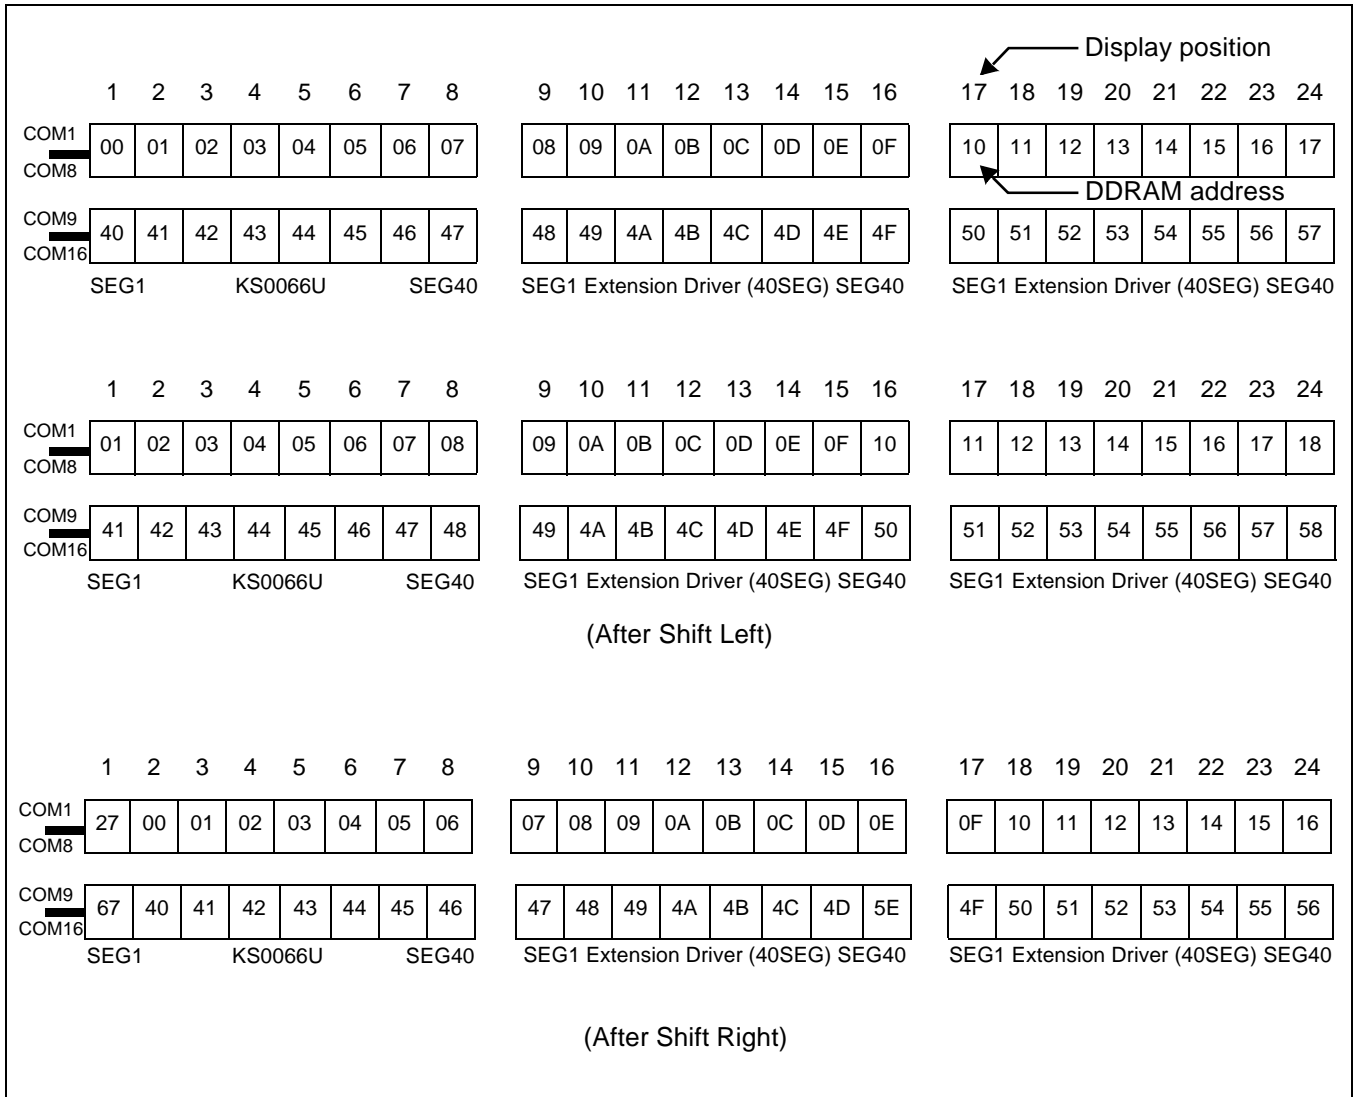 Display position
1 2 3 4 5 6 7 8 9 10 11 12 13 14 15 16 17 18 19 20 21 22 23 24
COM1
00 01 02 03 04 05 06 07 08 09 0A 0B 0C 0D 0E 0F 10 11 12 13 14 15 16 17
COM8
DDRAM address
COM9
40 41 42 43 44 45 46 47 48 49 4A 4B 4C 4D 4E 4F 50 51 52 53 54 55 56 57
COM16
SEG1 KS0066U SEG40 SEG1 Extension Driver (40SEG) SEG40 SEG1 Extension Driver (40SEG) SEG40
1 2 3 4 5 6 7 8 9 10 11 12 13 14 15 16 17 18 19 20 21 22 23 24
COM1
01 02 03 04 05 06 07 08 09 0A 0B 0C 0D 0E 0F 10 11 12 13 14 15 16 17 18
COM8
COM9
41 42 43 44 45 46 47 48 49 4A 4B 4C 4D 4E 4F 50 51 52 53 54 55 56 57 58
COM16
SEG1 KS0066U SEG40 SEG1 Extension Driver (40SEG) SEG40 SEG1 Extension Driver (40SEG) SEG40
(After Shift Left)
1 2 3 4 5 6 7 8 9 10 11 12 13 14 15 16 17 18 19 20 21 22 23 24
COM1
27 00 01 02 03 04 05 06 07 08 09 0A 0B 0C 0D 0E 0F 10 11 12 13 14 15 16
COM8
COM9
67 40 41 42 43 44 45 46 47 48 49 4A 4B 4C 4D 5E 4F 50 51 52 53 54 55 56
COM16
SEG1 KS0066U SEG40 SEG1 Extension Driver (40SEG) SEG40 SEG1 Extension Driver (40SEG) SEG40
(After Shift Right)